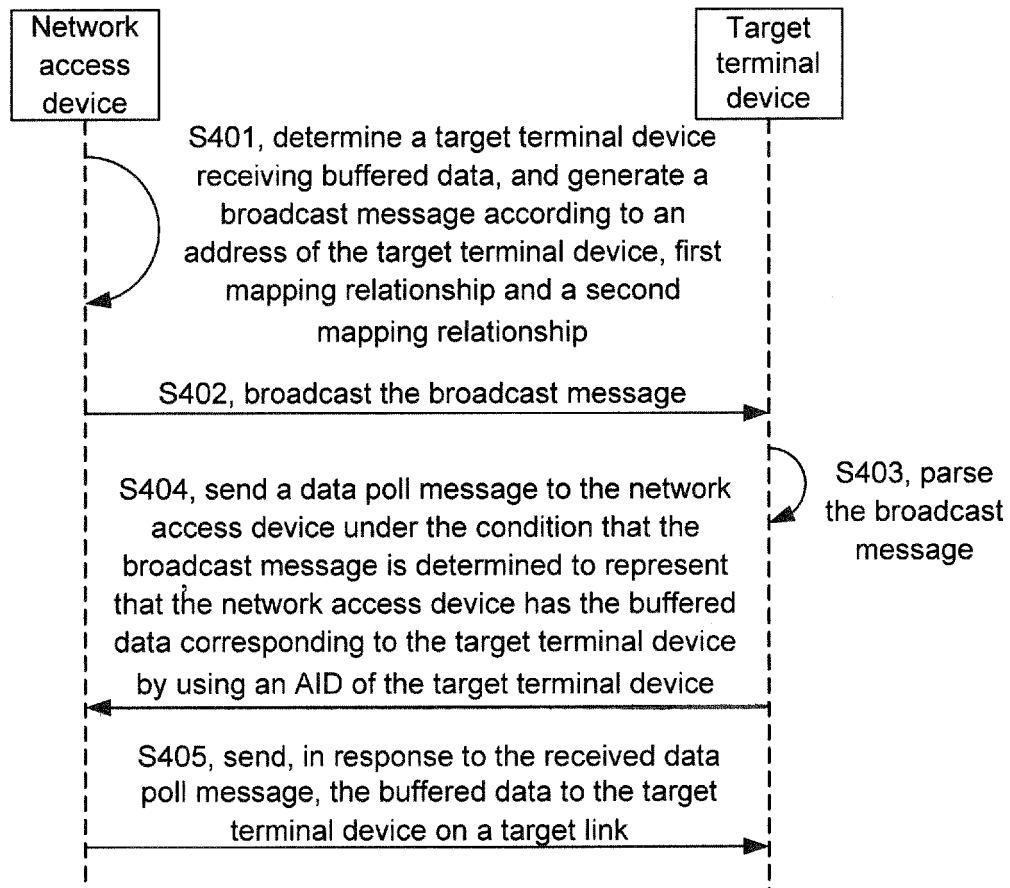 Network
access
device
Target
terminal
device
S401, determine a target terminal device
receiving buffered data, and generate a
broadcast message according to an
address of the target terminal device, first
mapping relationship and a second
mapping relationship
S402, broadcast the broadcast message
S403, parse
the broadcast
message
S404, send a data poll message to the network
access device under the condition that the
broadcast message is determined to represent
that the network access device has the buffered
data corresponding to the target terminal device
by using an AID of the target terminal device
S405, send, in response to the received data
poll message, the buffered data to the target
terminal device on a target link